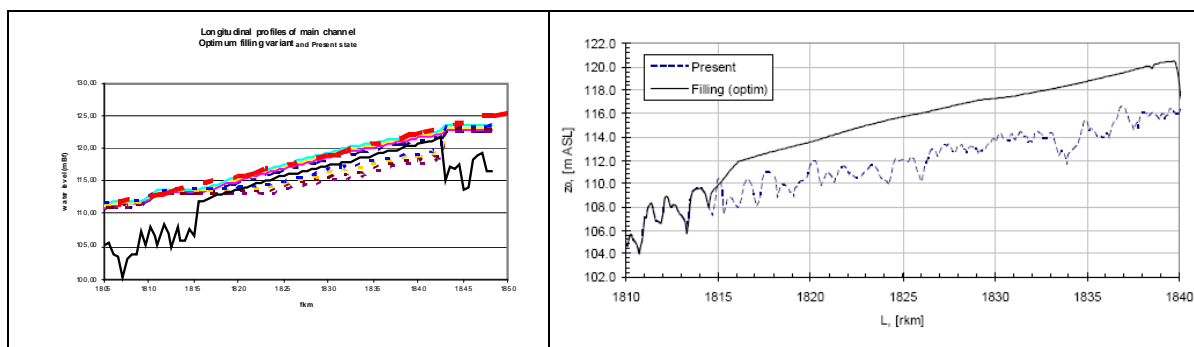 Longitudinal profiles of main channel
Optimum filling variant and Present state
130,00
125,00
120,00
115,00
110,00
105,00
100,00
water level(mBf)
1805 1810 1815 1820 1825 1830 1835 1840 1845 1850
fkm
122.0
120.0
118.0
116.0
114.0
112.0
110.0
108.0
106.0
104.0
102.0
z0, [m ASL]
Present
Filling (optim)
1810 1815 1820 1825 1830 1835 1840
L, [rkm]